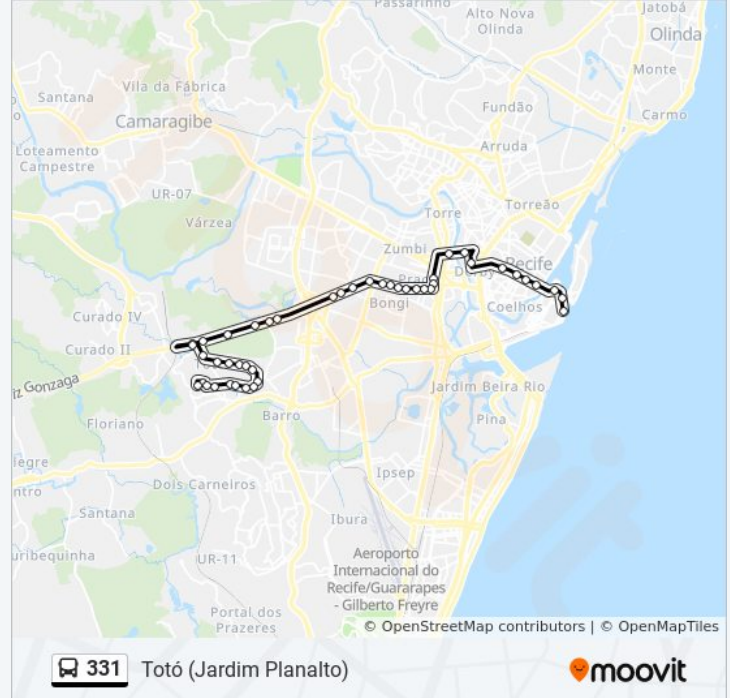 Passarinho
Jatobá
Alto Nova
Olinda
Olinda
Monte
Vila da Fábrica
Santana
Fundão
Carmo
Camaragibe
Arruda
Loteamento
Campestre
UR-07
Torreão
Torre
Várzea
Zumbi
Recife
Bongi
Coelhos
Curado IV
Curado II
iz Gonzaga
Jardim Beira Rio
Barro
Pina
Floriano
legre
Ipsep
ntro
Dois Carneiros
Santana
Ibura
uribequinha
UR-11
Aeroporto
Internacional do
Recife/Guararapes
- Gilberto Freyre
Portal dos
Prazeres
© OpenStreetMap contributors | © OpenMapTiles
331 Totó (Jardim Planalto)
moovit